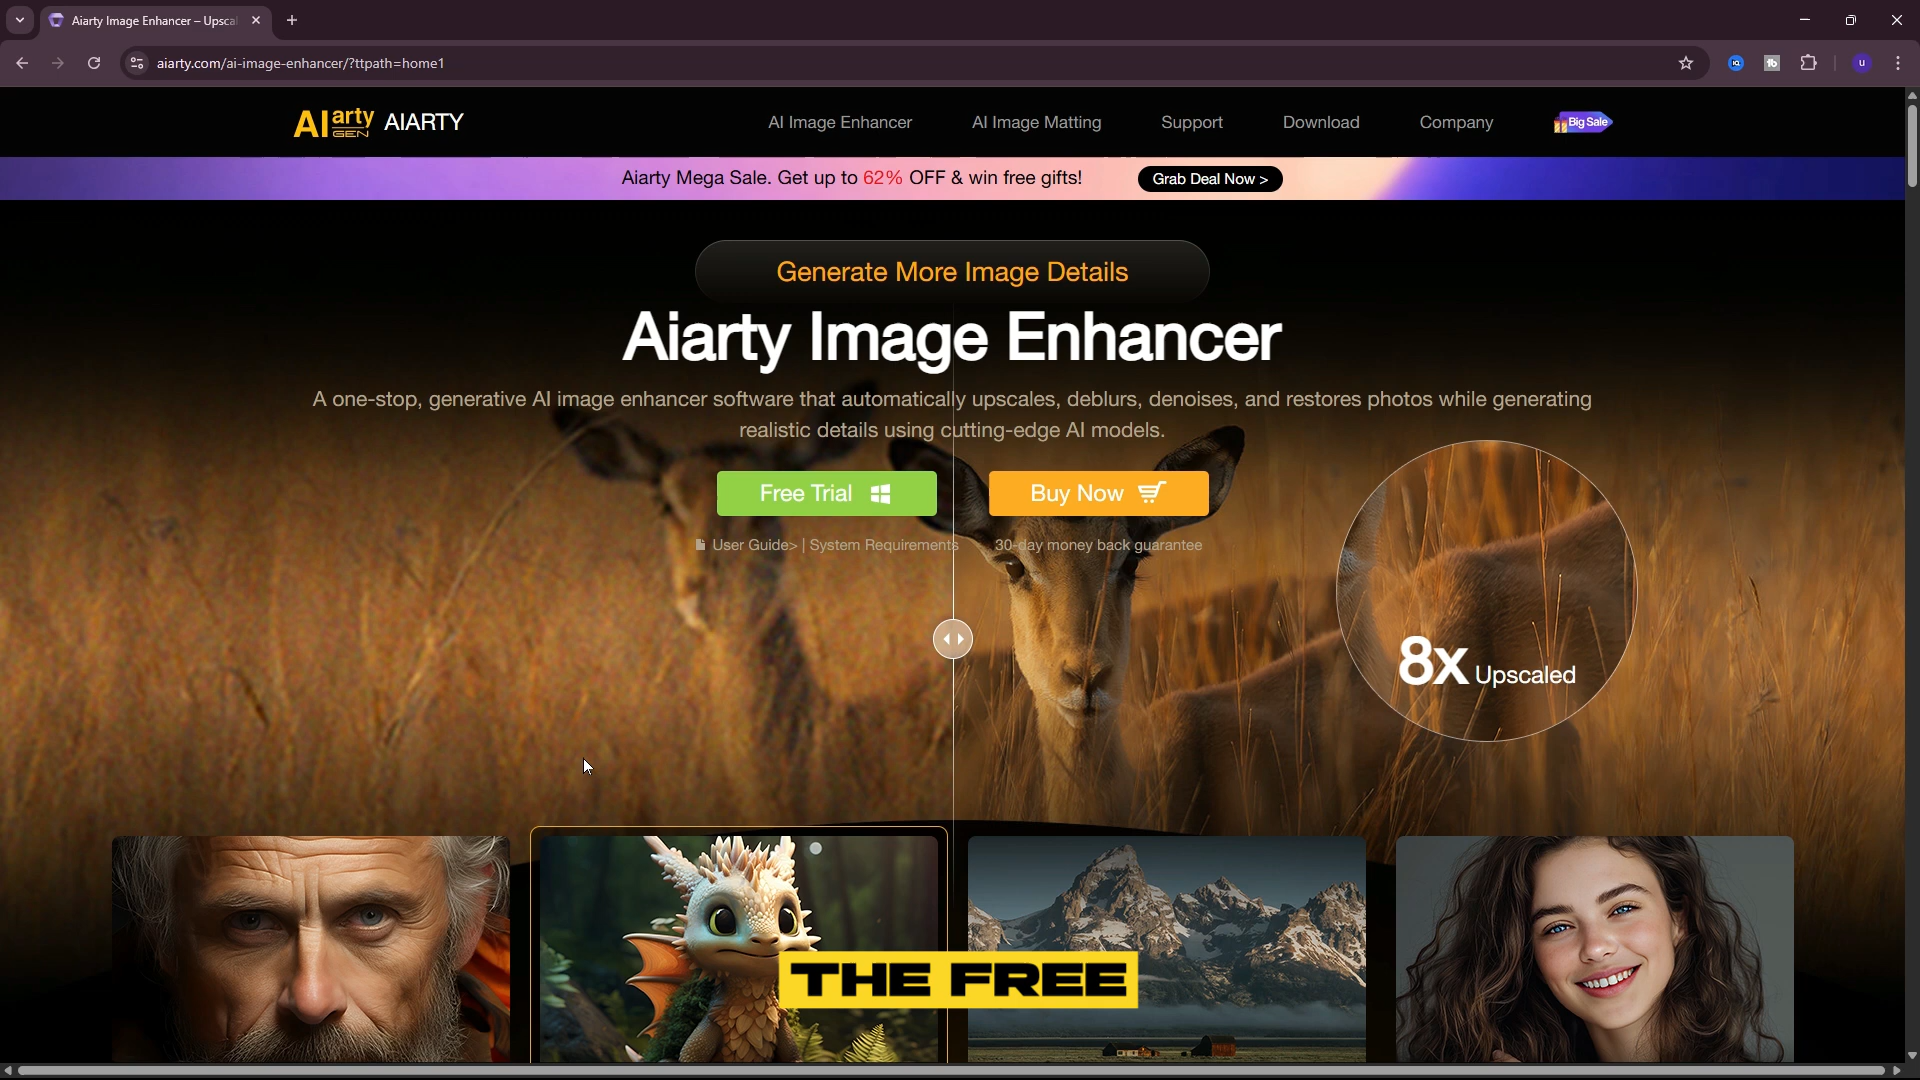 Aiarty Image Enhancer – Upscal
aiarty.com/ai-image-enhancer/?ttpath=home1
u
AIarty GEN AIARTY
AI Image Enhancer
AI Image Matting
Support
Download
Company
Big Sale
Aiarty Mega Sale. Get up to 62% OFF & win free gifts!
Grab Deal Now >
Generate More Image Details
Aiarty Image Enhancer
A one-stop, generative AI image enhancer software that automatically upscales, deblurs, denoises, and restores photos while generating
realistic details using cutting-edge AI models.
Free Trial
Buy Now
User Guide> | System Requirements
30-day money back guarantee
8x Upscaled
THE FREE